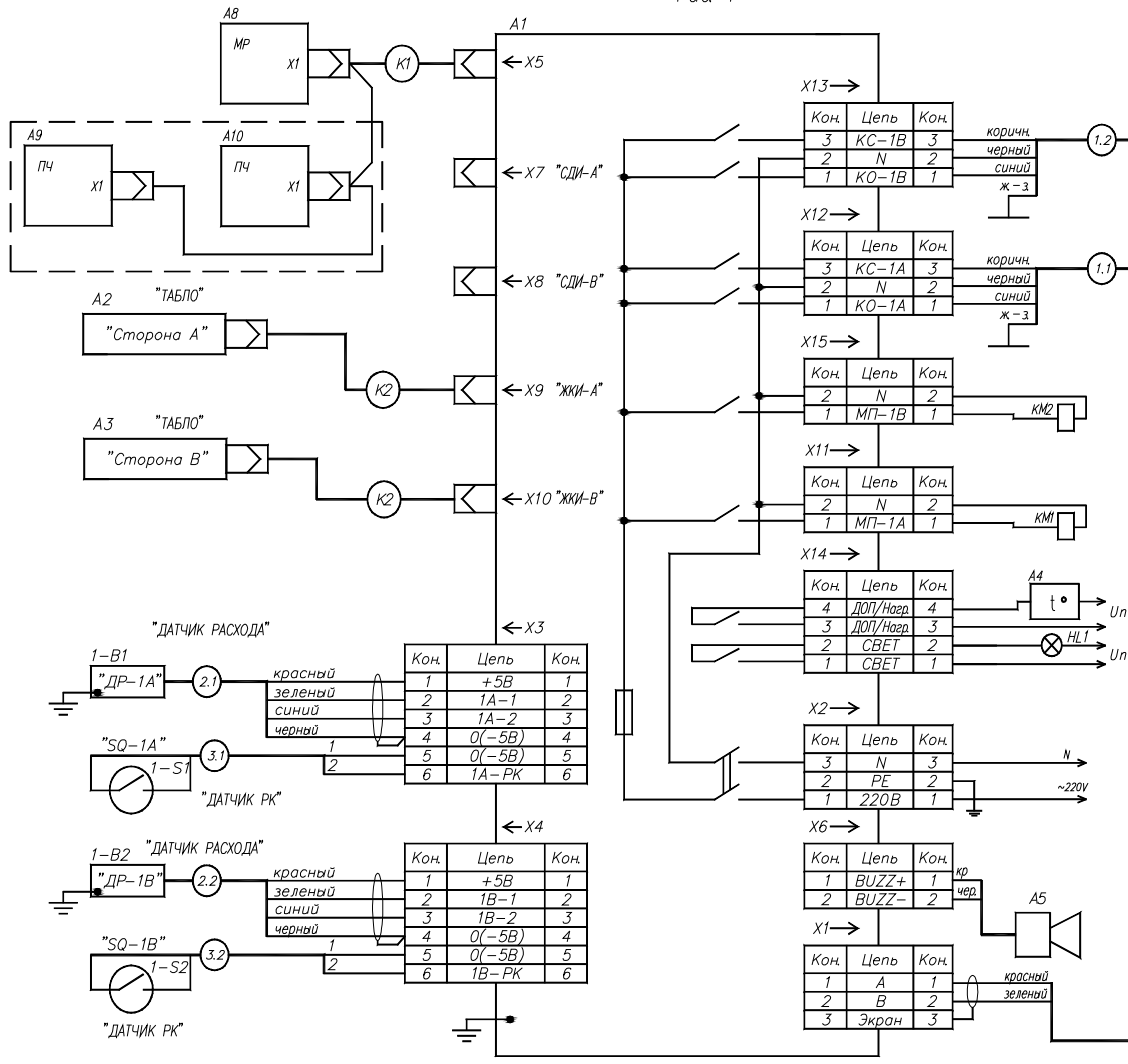 A8
A1
МР
X1
K1
X5
A9
A10
ПЧ
X1
ПЧ
X1
X7 "СДИ-А"
X8 "СДИ-В"
A2
"ТАБЛО"
"Сторона А"
K2
X9 "ЖКИ-А"
A3
"ТАБЛО"
"Сторона В"
K2
X10 "ЖКИ-В"
X3
"ДАТЧИК РАСХОДА"
1-В1
"ДР-1А"
2.1
красный
зеленый
синий
черный
Кон. Цепь Кон.
1 +5В 1
2 1А-1 2
3 1А-2 3
4 0(-5В) 4
5 0(-5В) 5
6 1А-РК 6
"SQ-1A"
3.1
1
2
1-S1
"ДАТЧИК РК"
X4
1-В2
"ДАТЧИК РАСХОДА"
"ДР-1В"
2.2
красный
зеленый
синий
черный
Кон. Цепь Кон.
1 +5В 1
2 1В-1 2
3 1В-2 3
4 0(-5В) 4
5 0(-5В) 5
6 1В-РК 6
"SQ-1B"
3.2
1
2
1-S2
"ДАТЧИК РК"
X13
Кон. Цепь Кон.
3 КС-1В 3
2 N 2
1 КО-1В 1
коричн.
черный
синий
ж.-з.
1.2
X12
Кон. Цепь Кон.
3 КС-1А 3
2 N 2
1 КО-1А 1
коричн.
черный
синий
ж.-з.
1.1
X15
Кон. Цепь Кон.
2 N 2
1 МП-1В 1
КМ2
X11
Кон. Цепь Кон.
2 N 2
1 МП-1А 1
КМ1
X14
Кон. Цепь Кон.
4 ДОП/Нагр. 4
3 ДОП/Нагр. 3
2 СВЕТ 2
1 СВЕТ 1
A4
t°
Uп
HL1
Uп
X2
Кон. Цепь Кон.
3 N 3
2 PE 2
1 220В 1
N
~220V
X6
Кон. Цепь Кон.
1 BUZZ+ 1
2 BUZZ- 2
кр
чер.
A5
X1
Кон. Цепь Кон.
1 А 1
2 В 2
3 Экран 3
красный
зеленый